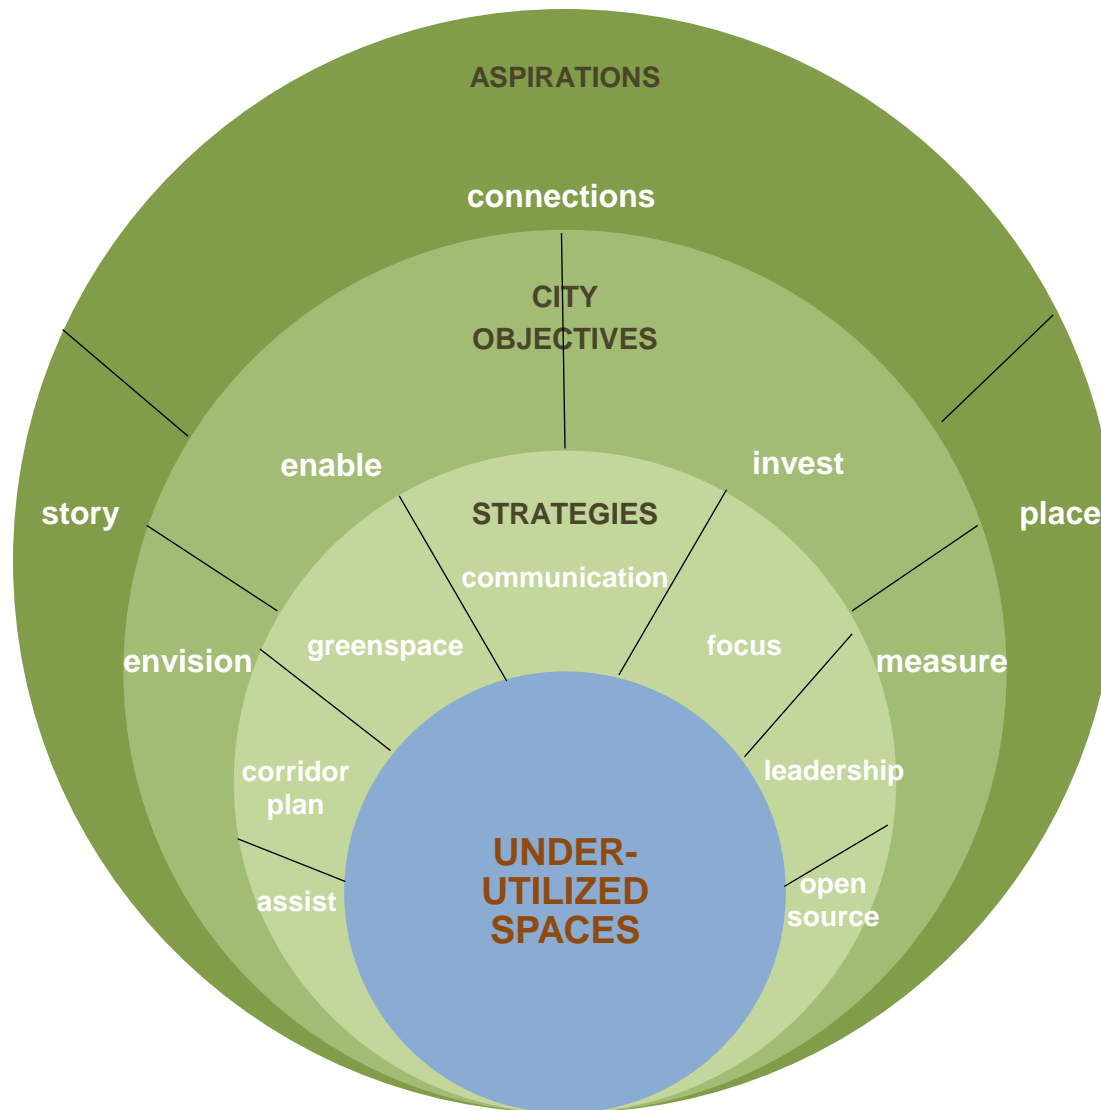 ASPIRATIONS
connections
story
place
CITY
OBJECTIVES
enable
invest
envision
measure
STRATEGIES
communication
greenspace
focus
corridor
plan
leadership
assist
open
source
UNDER-
UTILIZED
SPACES